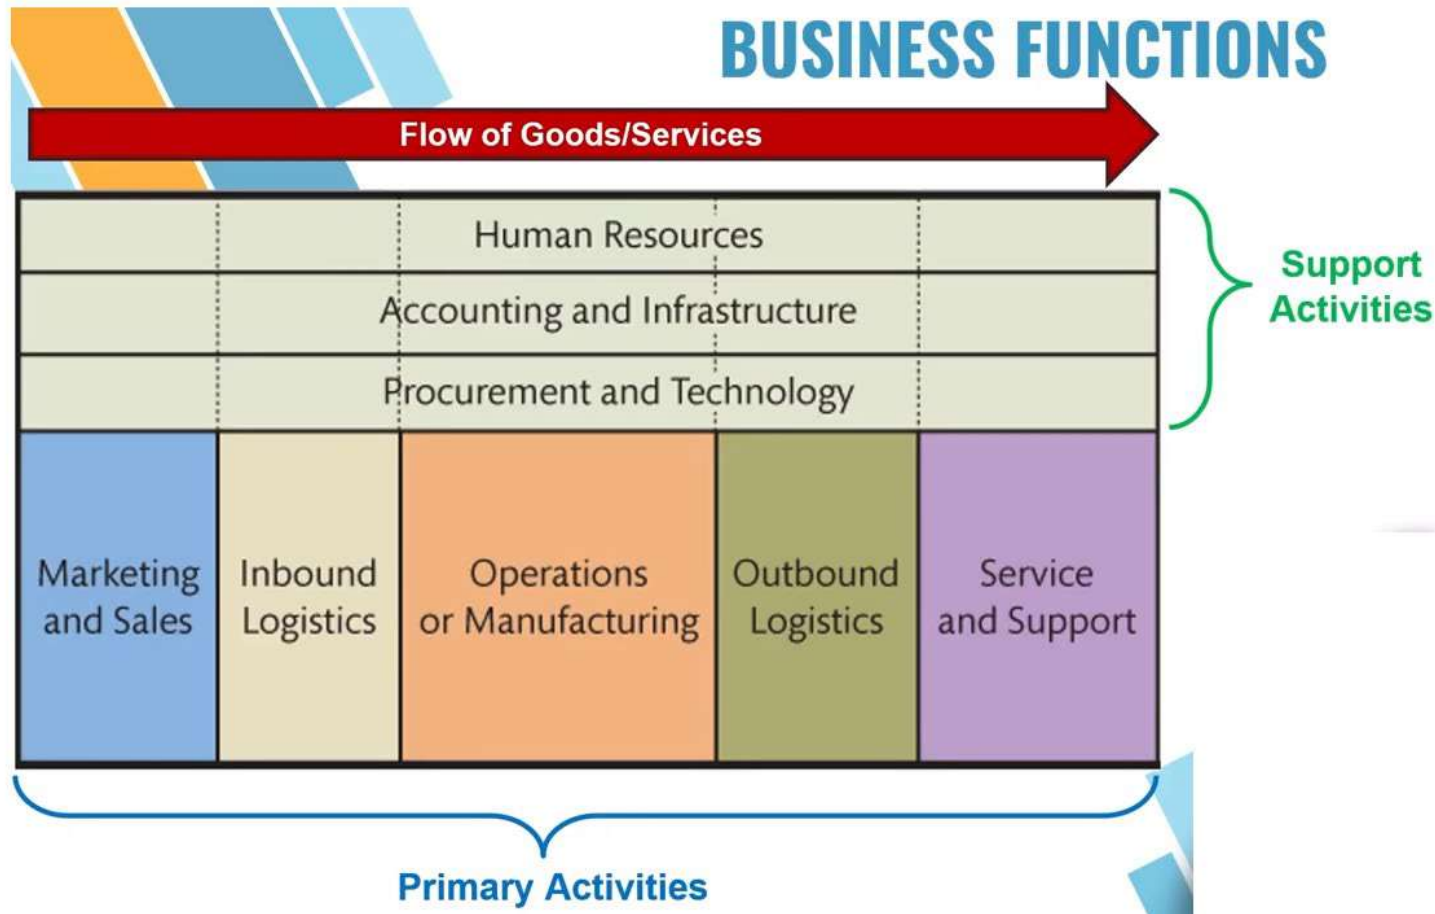 BUSINESS FUNCTIONS
Flow of Goods/Services
Human Resources
Accounting and Infrastructure
Procurement and Technology
Support
Activities
Marketing
and Sales
Inbound
Logistics
Operations
or Manufacturing
Outbound
Logistics
Service
and Support
Primary Activities